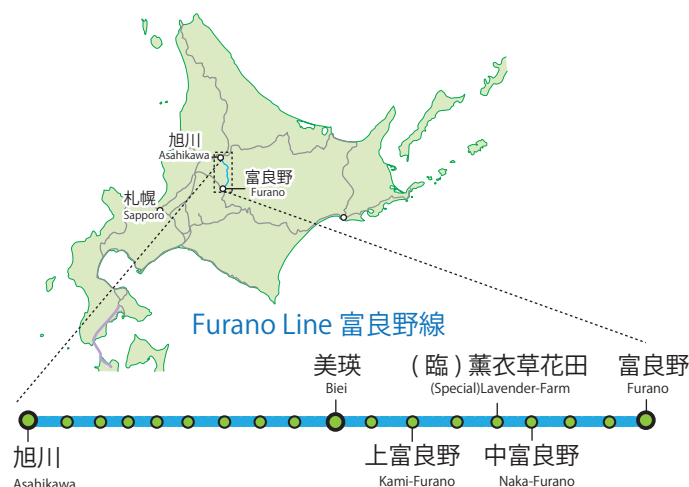 旭川
Asahikawa
富良野
Furano
札幌
Sapporo
Furano Line 富良野線
美瑛
Biei
(臨)薫衣草花田
(Special)Lavender-Farm
富良野
Furano
旭川
Asahikawa
上富良野
Kami-Furano
中富良野
Naka-Furano